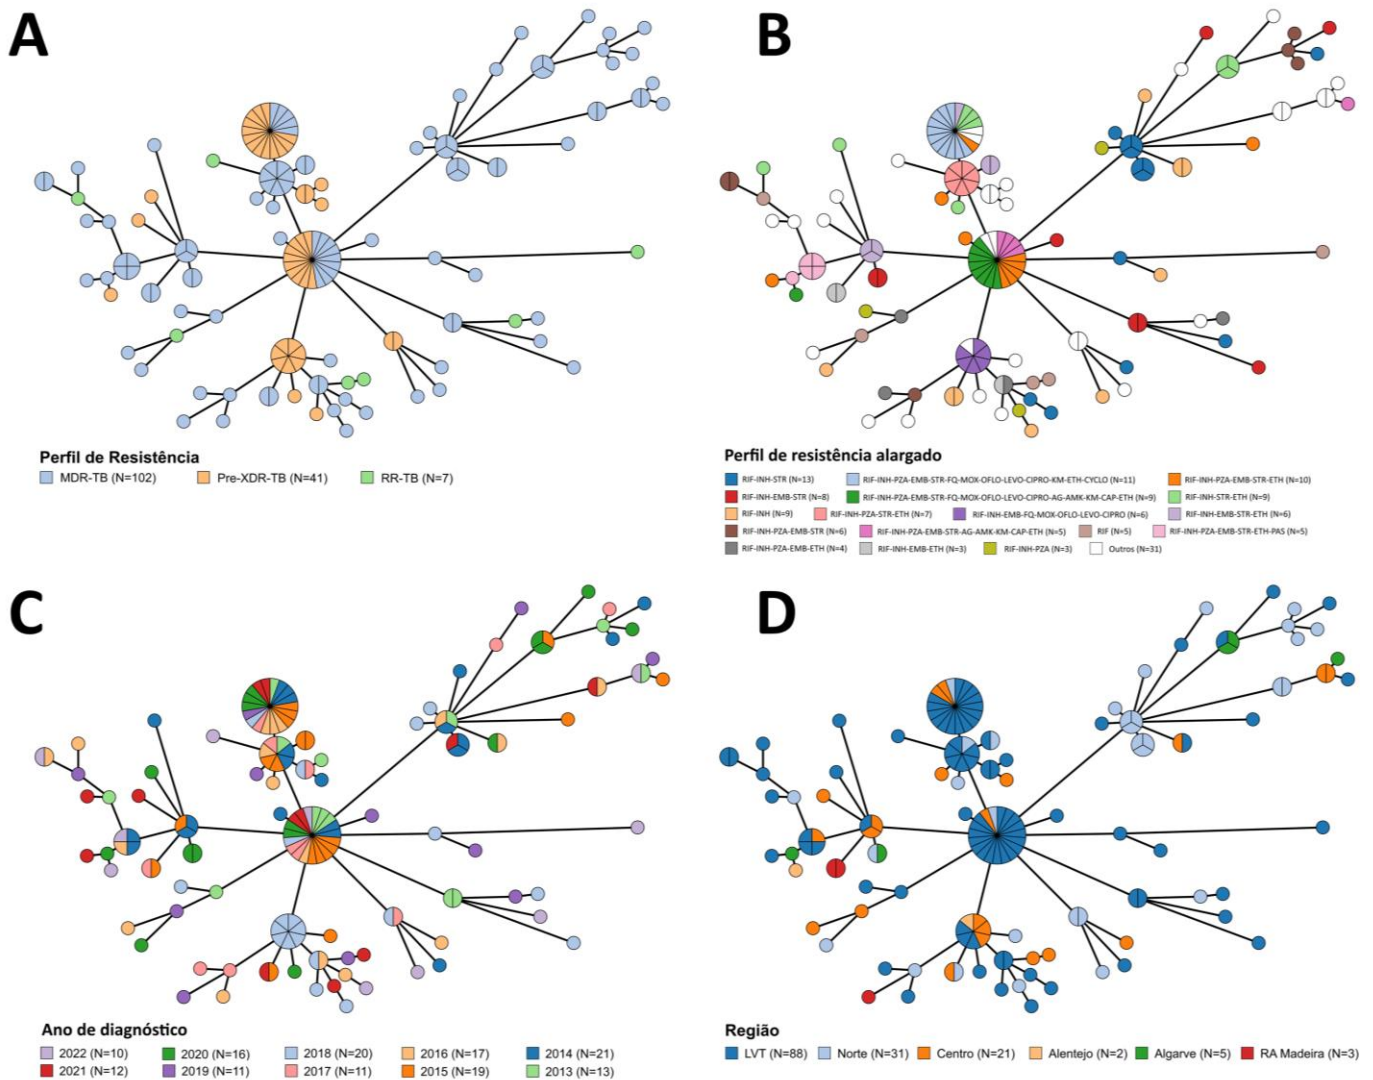 A
B
Perfil de Resistência
MDR-TB (N=102) Pre-XDR-TB (N=41) RR-TB (N=7)
Perfil de resistência alargado
RIF-INH-STR (N=13) RIF-INH-PZA-EMB-STR-FQ-MOX-OFLO-LEVO-CIPRO-KM-ETH-CYCLO (N=11) RIF-INH-PZA-EMB-STR-ETH (N=10)
RIF-INH-EMB-STR (N=8) RIF-INH-PZA-EMB-STR-FQ-MOX-OFLO-LEVO-CIPRO-AG-AMK-KM-CAP-ETH (N=9) RIF-INH-STR-ETH (N=9)
RIF-INH (N=9) RIF-INH-PZA-STR-ETH (N=7) RIF-INH-EMB-FQ-MOX-OFLO-LEVO-CIPRO (N=6) RIF-INH-EMB-STR-ETH (N=6)
RIF-INH-PZA-EMB-STR (N=6) RIF-INH-PZA-EMB-STR-AG-AMK-KM-CAP-ETH (N=5) RIF (N=5) RIF-INH-PZA-EMB-STR-ETH-PAS (N=5)
RIF-INH-PZA-EMB-ETH (N=4) RIF-INH-EMB-ETH (N=3) RIF-INH-PZA (N=3) Outros (N=31)
C
D
Ano de diagnóstico
2022 (N=10) 2020 (N=16) 2018 (N=20) 2016 (N=17) 2014 (N=21)
2021 (N=12) 2019 (N=11) 2017 (N=11) 2015 (N=19) 2013 (N=13)
Região
LVT (N=88) Norte (N=31) Centro (N=21) Alentejo (N=2) Algarve (N=5) RA Madeira (N=3)